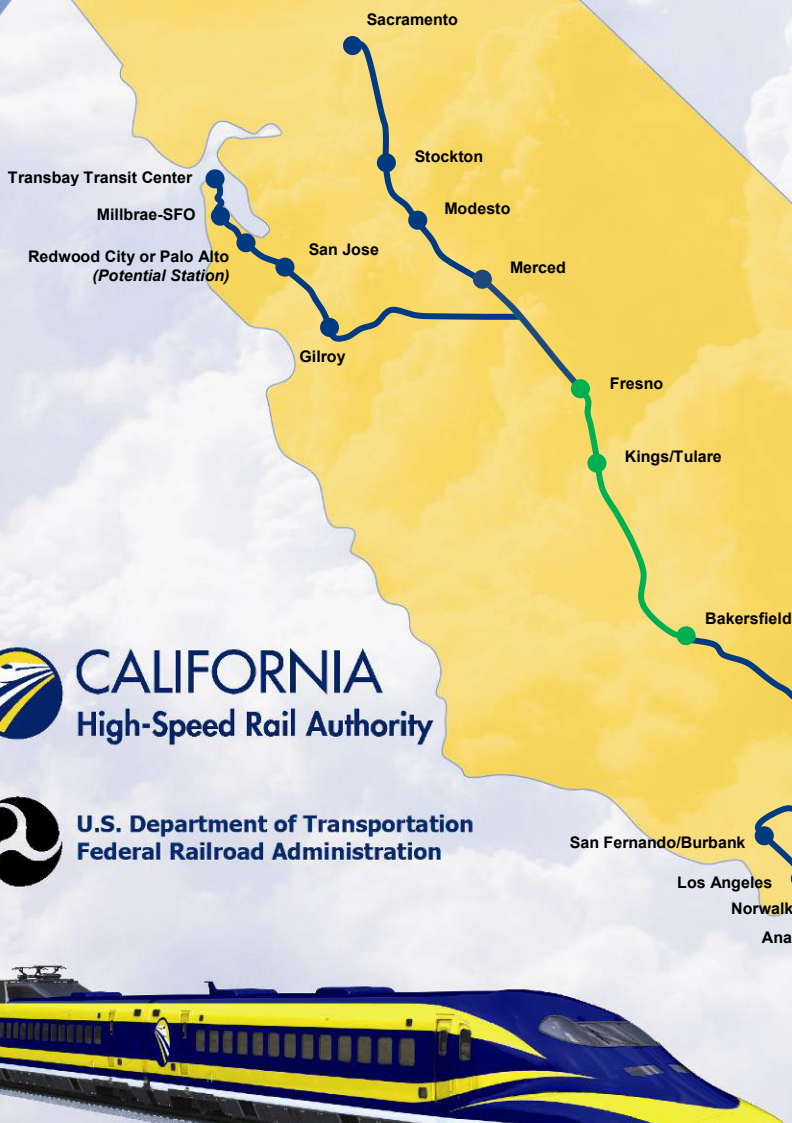 Sacramento
Stockton
Transbay Transit Center
Modesto
Millbrae-SFO
San Jose
Redwood City or Palo Alto
(Potential Station)
Merced
Gilroy
Fresno
Kings/Tulare
Bakersfield
CALIFORNIA
High-Speed Rail Authority
U.S. Department of Transportation
Federal Railroad Administration
San Fernando/Burbank
Los Angeles
Norwalk
Ana